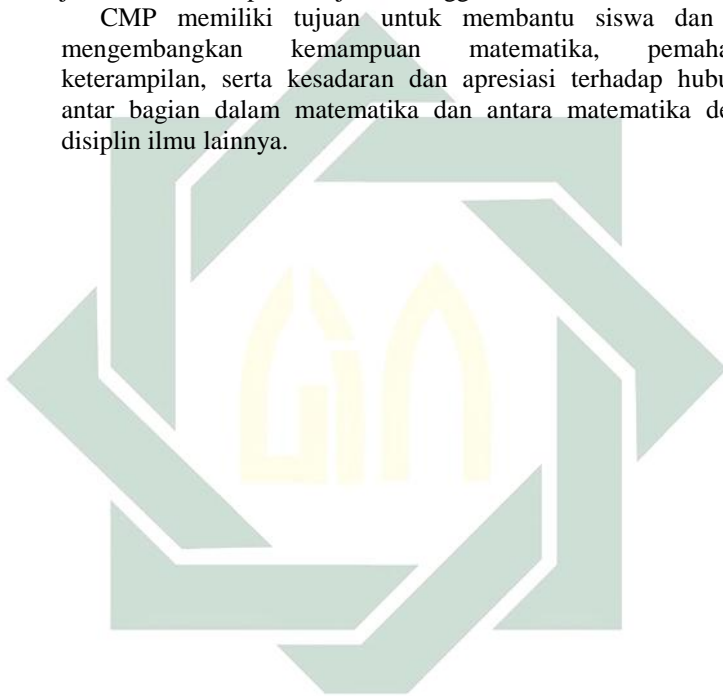 CMP memiliki tujuan untuk membantu siswa dan
mengembangkan kemampuan matematika,
keterampilan, serta kesadaran dan apresiasi terhadap
antar bagian dalam matematika dan antara matematika
disiplin ilmu lainnya.